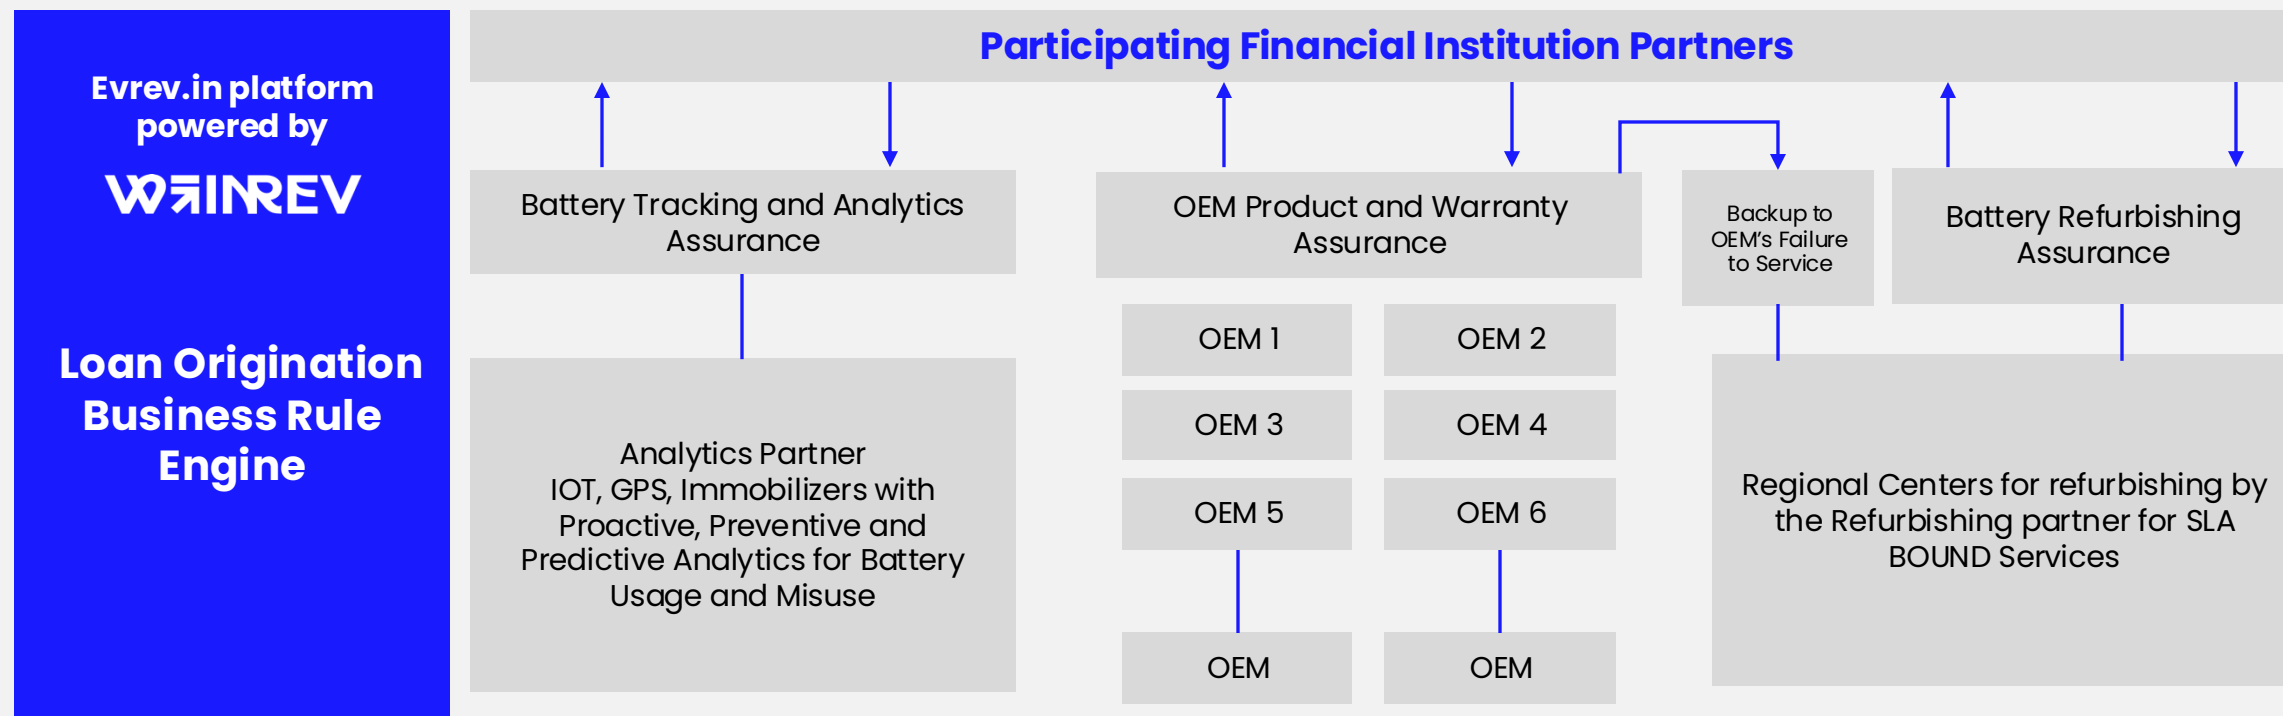 Evrev.in platform
powered by
WAINREV
Loan Origination
Business Rule
Engine
Participating Financial Institution Partners
Battery Tracking and Analytics
Assurance
OEM Product and Warranty
Assurance
Backup to
OEM’s Failure
to Service
Battery Refurbishing
Assurance
Analytics Partner
IOT, GPS, Immobilizers with
Proactive, Preventive and
Predictive Analytics for Battery
Usage and Misuse
OEM 1
OEM 2
OEM 3
OEM 4
OEM 5
OEM 6
OEM
OEM
Regional Centers for refurbishing by
the Refurbishing partner for SLA
BOUND Services